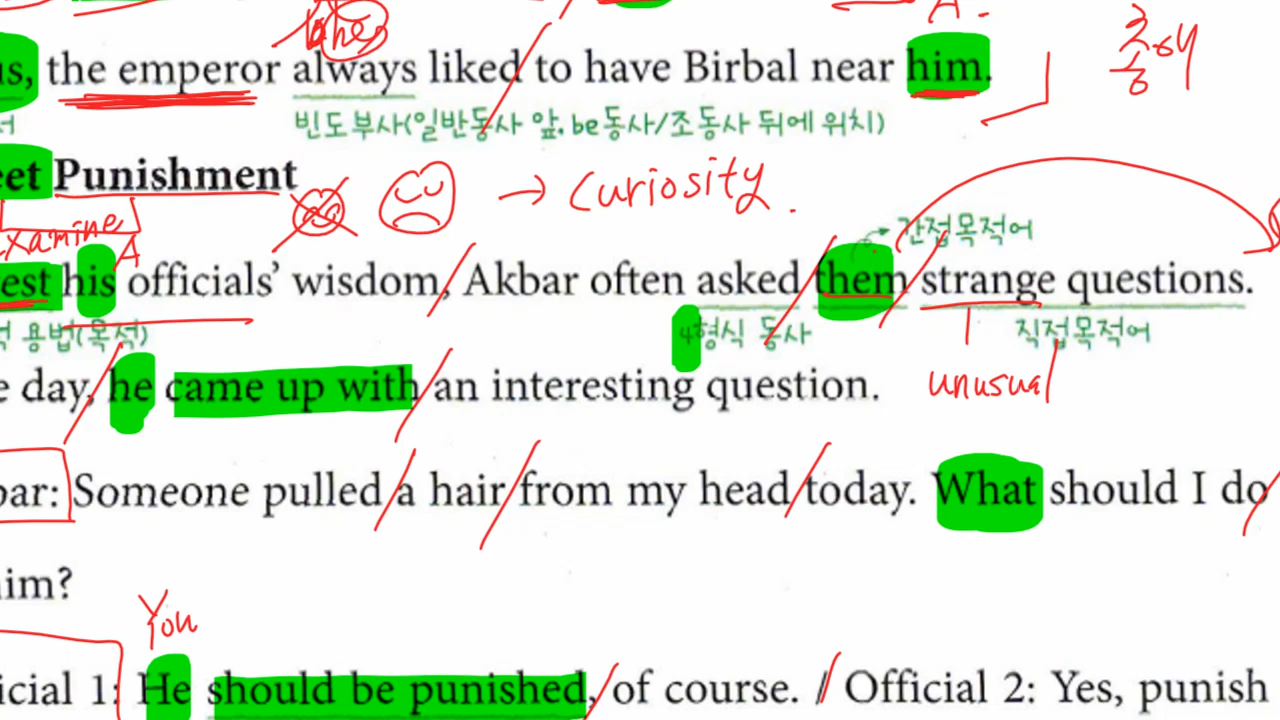 A.
when
us, the emperor always liked to have Birbal near him.
빈도부사(일반동사 앞, be동사/조동사 뒤에 위치)
eet Punishment
→ Curiosity.
xamine
A
간접목적어
est his officials' wisdom, Akbar often asked them strange questions.
용법(목적)
4형식 동사
직접목적어
e day, he came up with an interesting question.
unusual
bar: Someone pulled a hair from my head today. What should I do
im?
You
icial 1: He should be punished, of course. / Official 2: Yes, punish